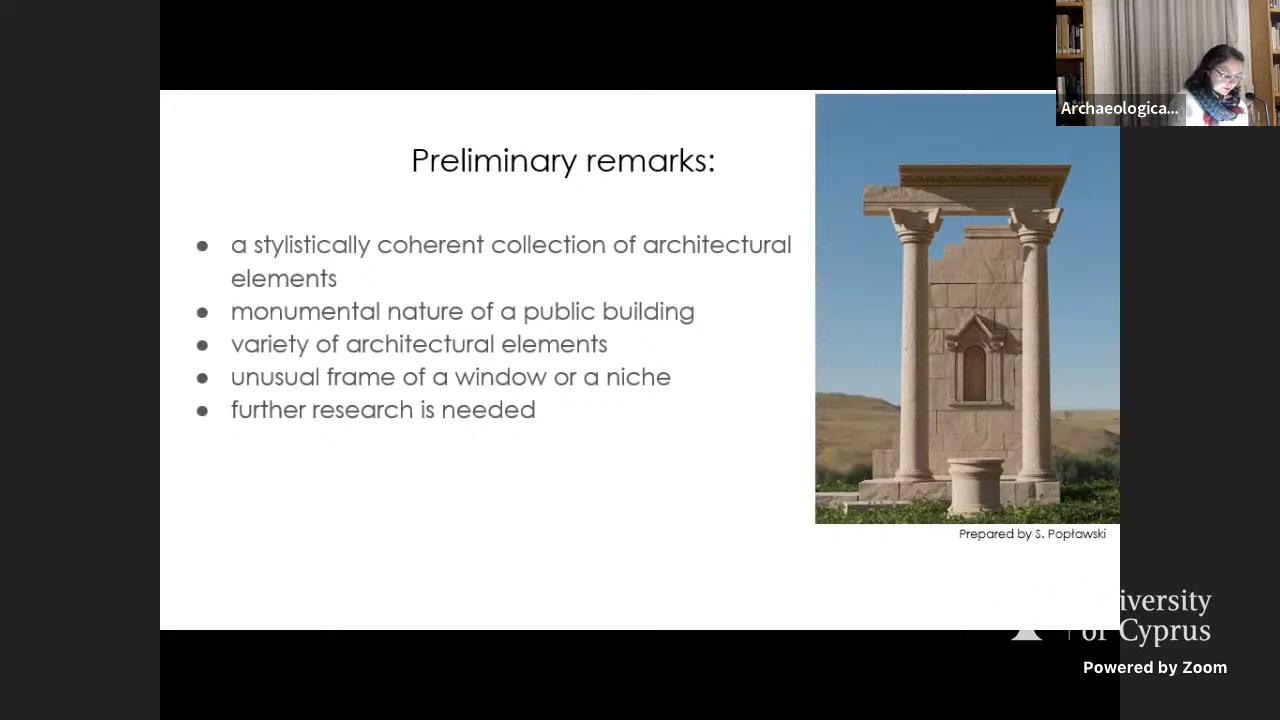 Archaeologica...
Preliminary remarks:
● a stylistically coherent collection of architectural
elements
● monumental nature of a public building
● variety of architectural elements
● unusual frame of a window or a niche
● further research is needed
Prepared by S. Popławski
of Cyprus
Powered by Zoom